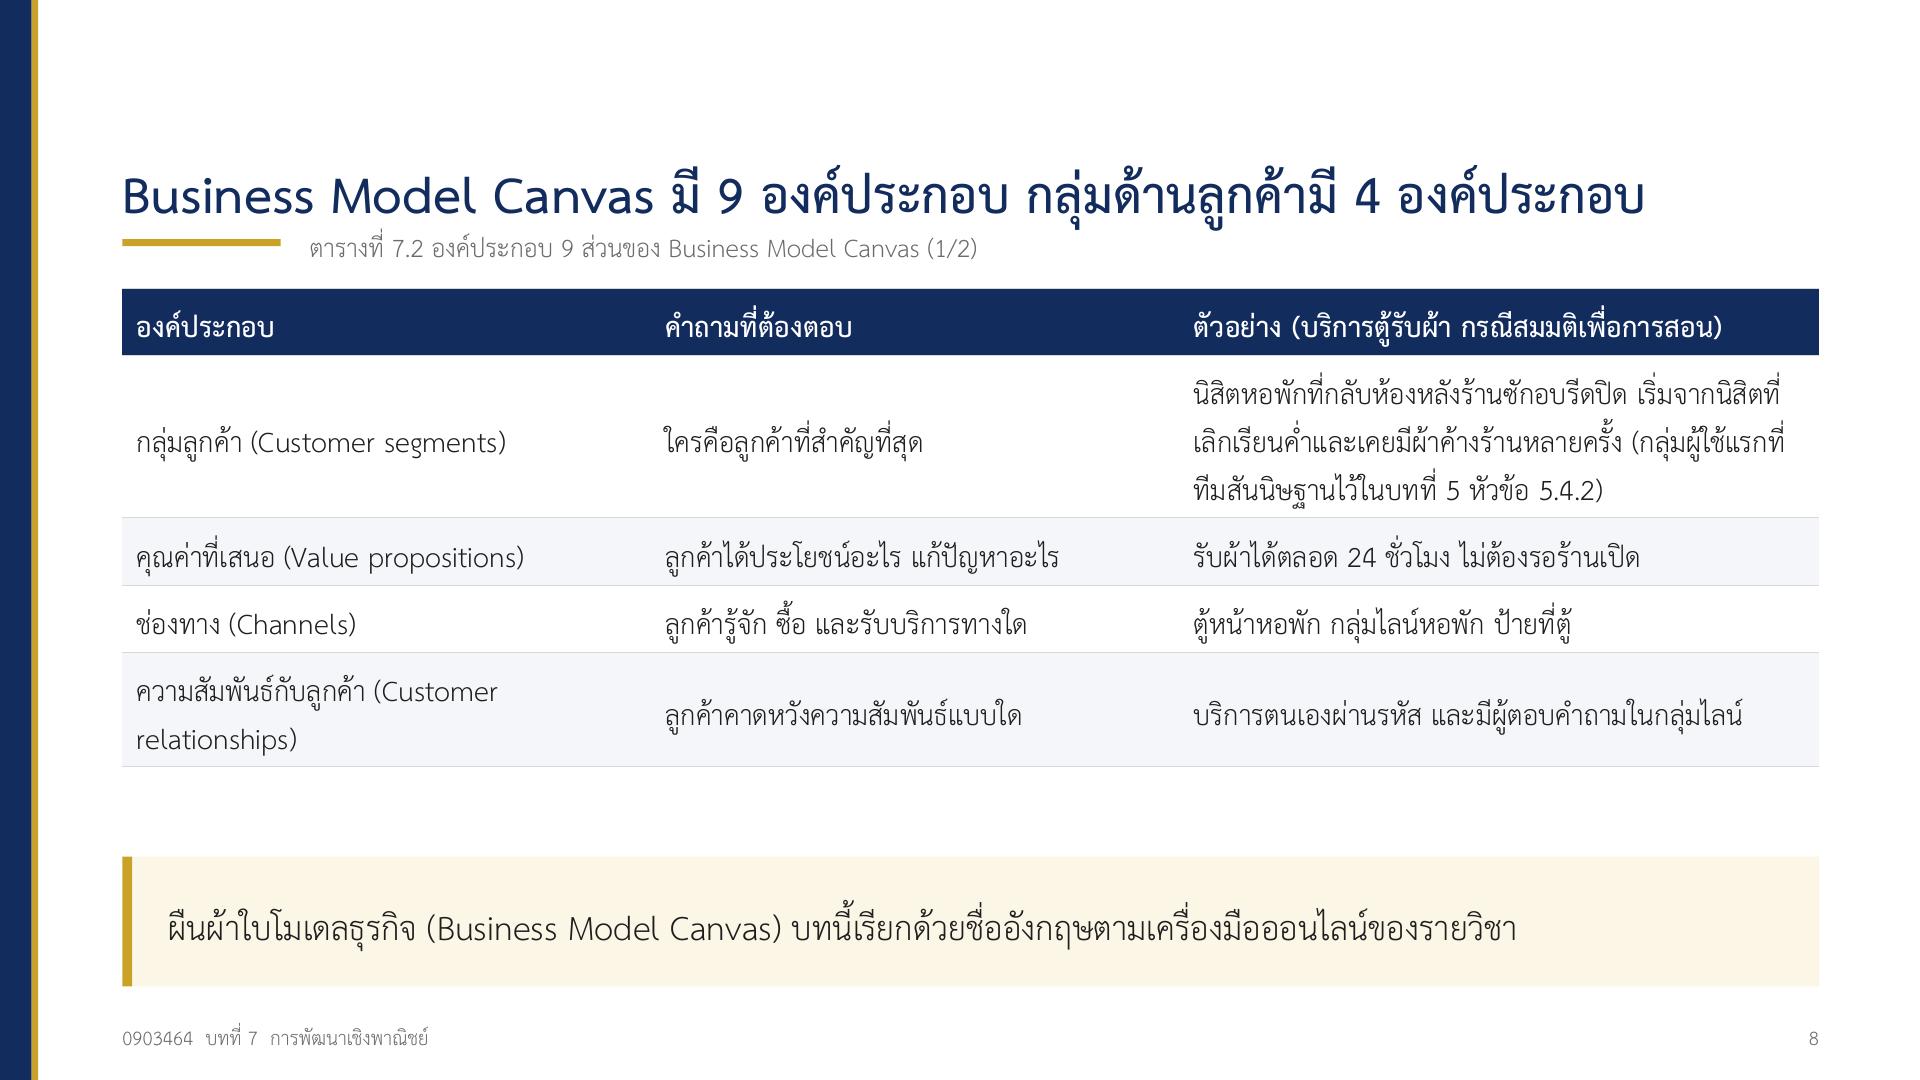 Business Model Canvas มี 9 องค์ประกอบ กลุ่มด้านลูกค้ามี 4 องค์ประกอบ
ตารางที่ 7.2 องค์ประกอบ 9 ส่วนของ Business Model Canvas (1/2)
องค์ประกอบ
คำถามที่ต้องตอบ
ตัวอย่าง (บริการตู้รับผ้า กรณีสมมติเพื่อการสอน)
กลุ่มลูกค้า (Customer segments)
ใครคือลูกค้าที่สำคัญที่สุด
นิสิตหอพักที่กลับห้องหลังร้านซักอบรีดปิด เริ่มจากนิสิตที่
เลิกเรียนค่ำและเคยมีผ้าค้างร้านหลายครั้ง (กลุ่มผู้ใช้แรกที่
ทีมสันนิษฐานไว้ในบทที่ 5 หัวข้อ 5.4.2)
คุณค่าที่เสนอ (Value propositions)
ลูกค้าได้ประโยชน์อะไร แก้ปัญหาอะไร
รับผ้าได้ตลอด 24 ชั่วโมง ไม่ต้องรอร้านเปิด
ช่องทาง (Channels)
ลูกค้ารู้จัก ซื้อ และรับบริการทางใด
ตู้หน้าหอพัก กลุ่มไลน์หอพัก ป้ายที่ตู้
ความสัมพันธ์กับลูกค้า (Customer
relationships)
ลูกค้าคาดหวังความสัมพันธ์แบบใด
บริการตนเองผ่านรหัส และมีผู้ตอบคำถามในกลุ่มไลน์
ผืนผ้าใบโมเดลธุรกิจ (Business Model Canvas) บทนี้เรียกด้วยชื่ออังกฤษตามเครื่องมือออนไลน์ของรายวิชา
0903464 บทที่ 7 การพัฒนาเชิงพาณิชย์
8